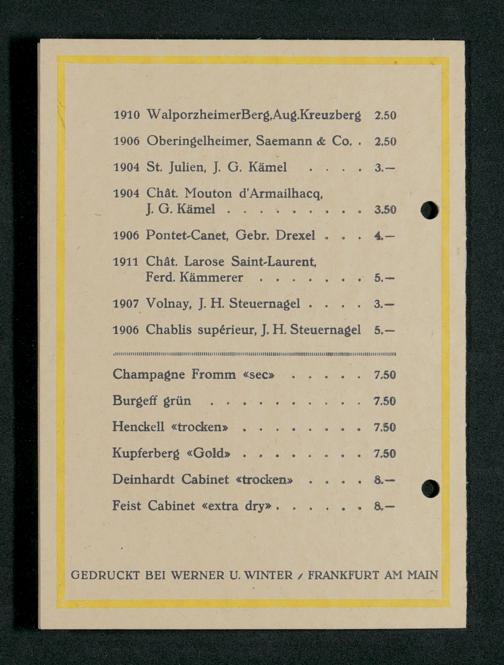 1910 WalporzheimerBerg,Aug.Kreuzberg 2.50
1906 Oberingelheimer, Saemann & Co. . 2.50
1904 St. Julien, J. G. Kämel . . . . 3.—
1904 Chât. Mouton d'Armailhacq,
J. G. Kämel . . . . . . . . . 3.50
1906 Pontet-Canet, Gebr. Drexel . . . 4.—
1911 Chât. Larose Saint-Laurent,
Ferd. Kämmerer . . . . . . . 5.—
1907 Volnay, J. H. Steuernagel . . . . 3.—
1906 Chablis supérieur, J. H. Steuernagel 5.—
Champagne Fromm «sec» . . . . . 7.50
Burgeff grün . . . . . . . . . . 7.50
Henckell «trocken» . . . . . . . . 7.50
Kupferberg «Gold» . . . . . . . . 7.50
Deinhardt Cabinet «trocken» . . . . 8.—
Feist Cabinet «extra dry» . . . . . . 8.—
GEDRUCKT BEI WERNER U. WINTER / FRANKFURT AM MAIN